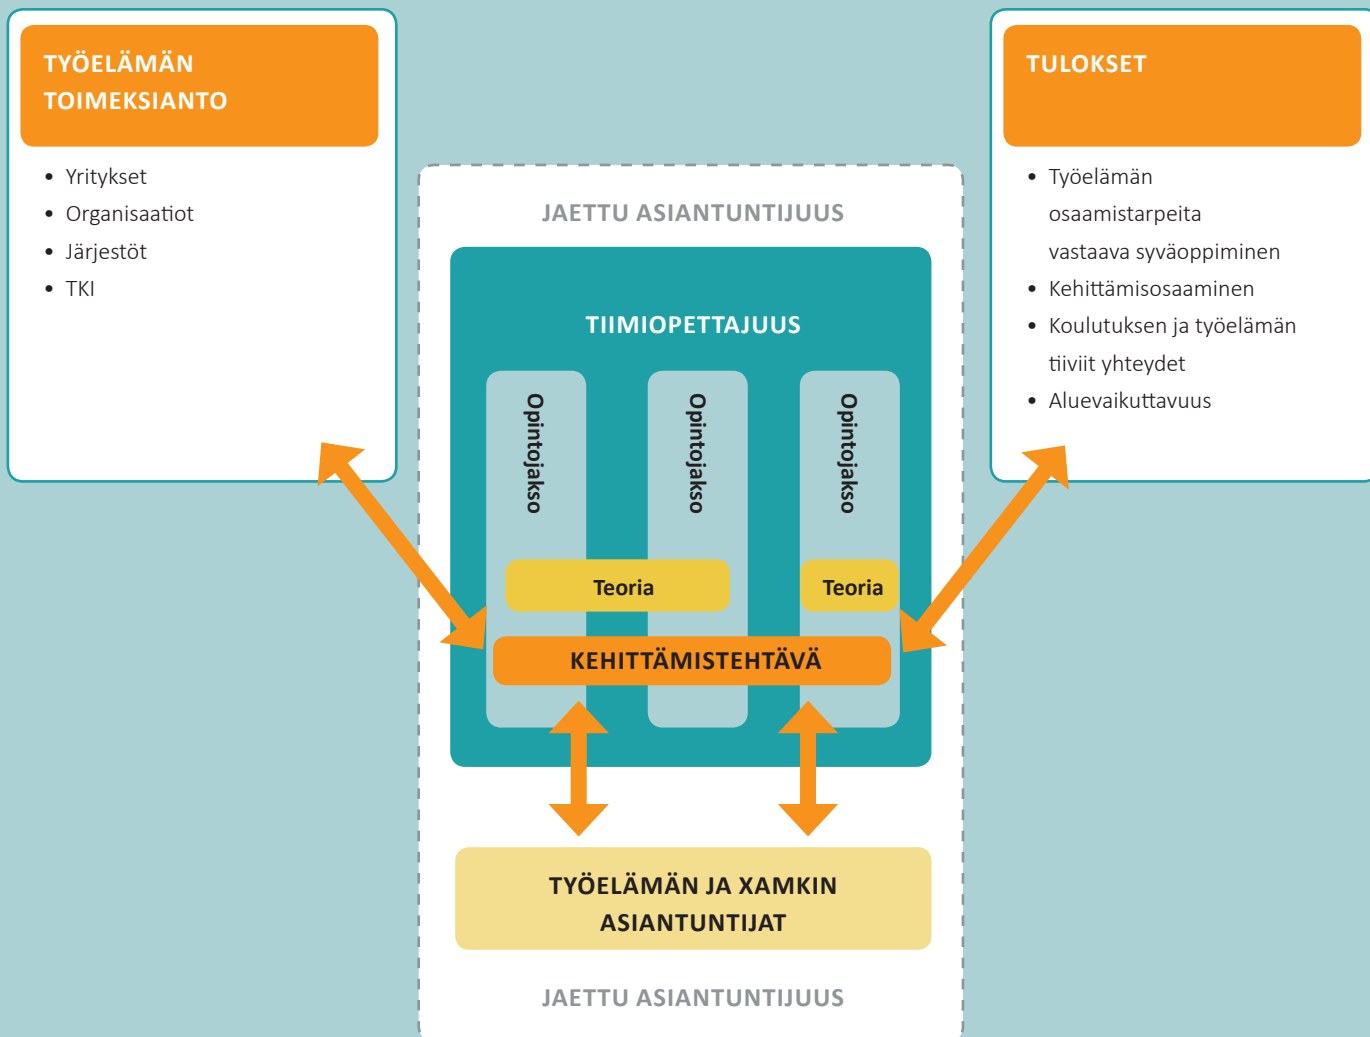 TYÖELÄMÄN
TOIMEKSIANTO
• Yritykset
• Organisaatiot
• Järjestöt
• TKI
JAETTU ASIANTUNTIJUUS
TIIMIOPETTAJUUS
Opintojakso
Opintojakso
Opintojakso
Teoria
Teoria
KEHITTÄMISTEHTÄVÄ
TYÖELÄMÄN JA XAMKIN
ASIANTUNTIJAT
JAETTU ASIANTUNTIJUUS
TULOKSET
• Työelämän
osaamistarpeita
vastaava syväoppiminen
• Kehittämisosaaminen
• Koulutuksen ja työelämän
tiiviit yhteydet
• Aluevaikuttavuus